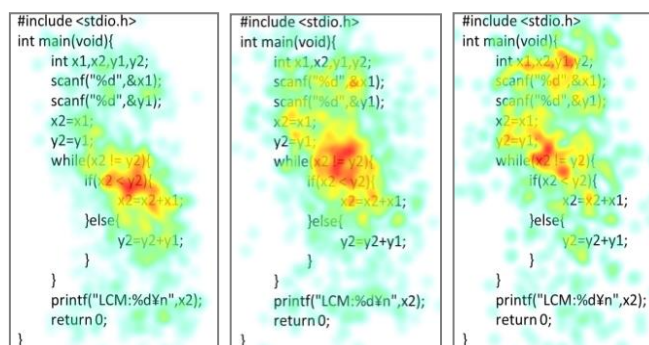 #include <stdio.h>
int main(void){
int x1,x2,y1,y2;
scanf("%d",&x1);
scanf("%d",&y1);
x2=x1;
y2=y1;
while(x2 != y2){
if(x2 < y2){
x2=x2+x1;
}else{
y2=y2+y1;
}
}
printf("LCM:%d¥n",x2);
return 0;
}
#include <stdio.h>
int main(void){
int x1,x2,y1,y2;
scanf("%d",&x1);
scanf("%d",&y1);
x2=x1;
y2=y1;
while(x2 != y2){
if(x2 < y2){
x2=x2+x1;
}else{
y2=y2+y1;
}
}
printf("LCM:%d¥n",x2);
return 0;
}
#include <stdio.h>
int main(void){
int x1,x2,y1,y2;
scanf("%d",&x1);
scanf("%d",&y1);
x2=x1;
y2=y1;
while(x2 != y2){
if(x2 < y2){
x2=x2+x1;
}else{
y2=y2+y1;
}
}
printf("LCM:%d¥n",x2);
return 0;
}